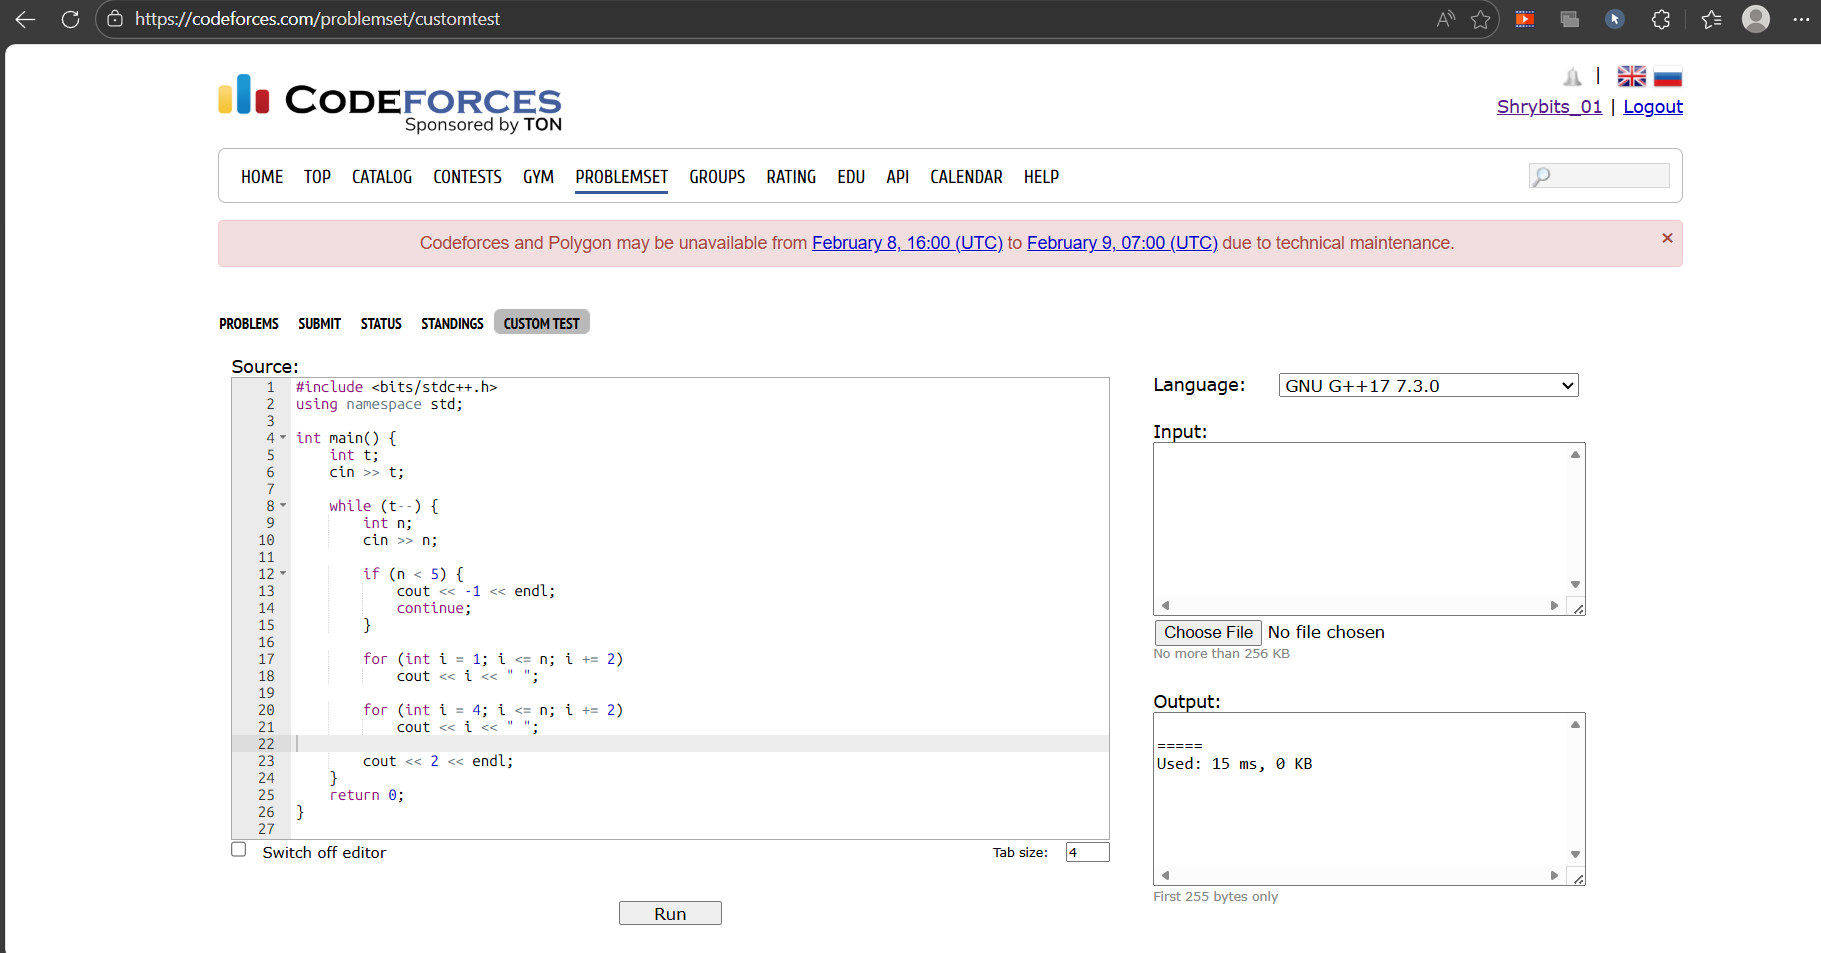 https://codeforces.com/problemset/customtest
CODEFORCES
Sponsored by TON
Shrybits_01 | Logout
HOME TOP CATALOG CONTESTS GYM PROBLEMSET GROUPS RATING EDU API CALENDAR HELP
Codeforces and Polygon may be unavailable from February 8, 16:00 (UTC) to February 9, 07:00 (UTC) due to technical maintenance.
PROBLEMS SUBMIT STATUS STANDINGS CUSTOM TEST
Source:
1 #include <bits/stdc++.h>
2 using namespace std;
3
4 int main() {
5     int t;
6     cin >> t;
7
8     while (t--) {
9         int n;
10         cin >> n;
11
12         if (n < 5) {
13             cout << -1 << endl;
14             continue;
15         }
16
17         for (int i = 1; i <= n; i += 2)
18             cout << i << " ";
19
20         for (int i = 4; i <= n; i += 2)
21             cout << i << " ";
22
23         cout << 2 << endl;
24     }
25     return 0;
26 }
27
Switch off editor
Tab size: 4
Run
Language: GNU G++17 7.3.0
Input:
Choose File No file chosen
No more than 256 KB
Output:
=====
Used: 15 ms, 0 KB
First 255 bytes only